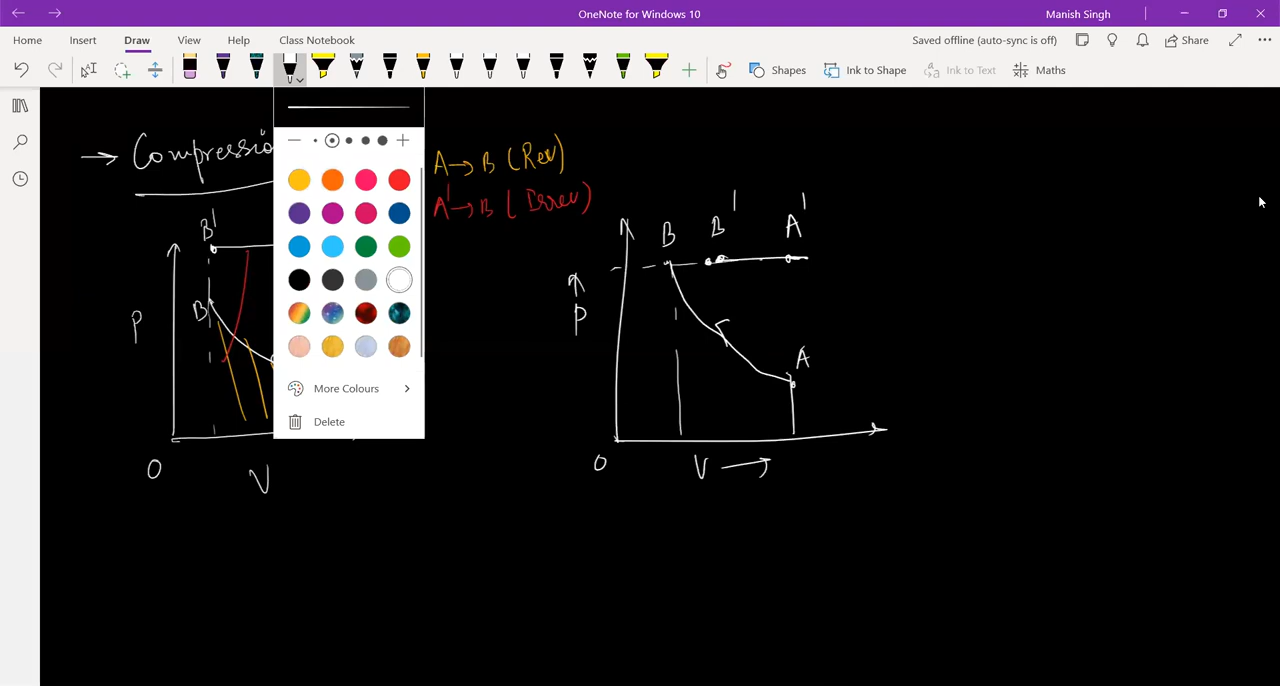 OneNote for Windows 10
Manish Singh
Home Insert Draw View Help Class Notebook
Saved offline (auto-sync is off) Share
Shapes Ink to Shape Ink to Text Maths
→ Compressio
A → B (Rev)
A' → B (Irrev)
More Colours
Delete
B'
B
P
O
V
B B' A'
↑
P
A
O
V →